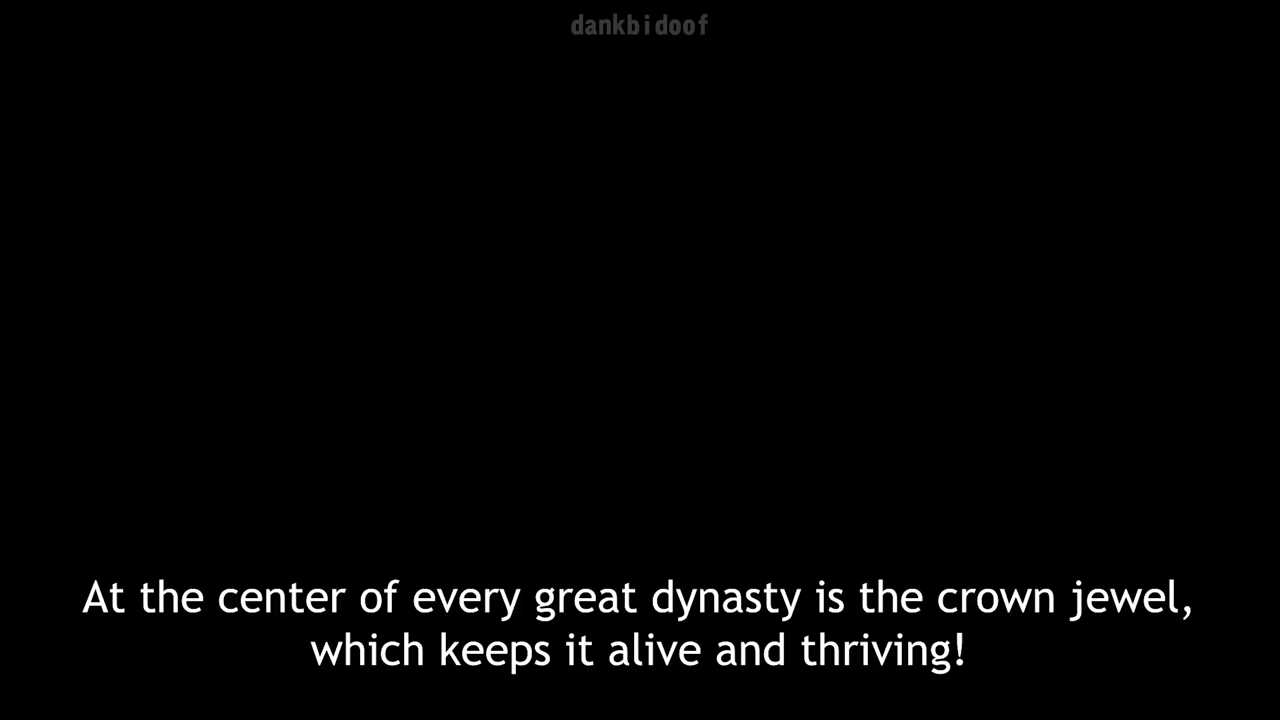 dankbidoof
At the center of every great dynasty is the crown jewel,
which keeps it alive and thriving!